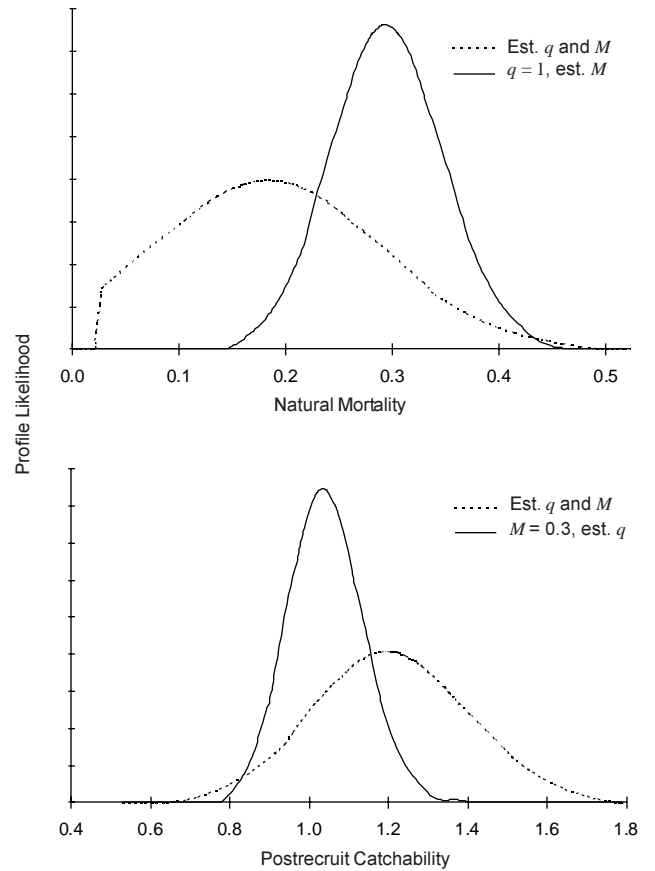 Est. q and M
q = 1, est. M
0.0 0.1 0.2 0.3 0.4 0.5
Natural Mortality
Profile Likelihood
Est. q and M
M = 0.3, est. q
0.4 0.6 0.8 1.0 1.2 1.4 1.6 1.8
Postrecruit Catchability